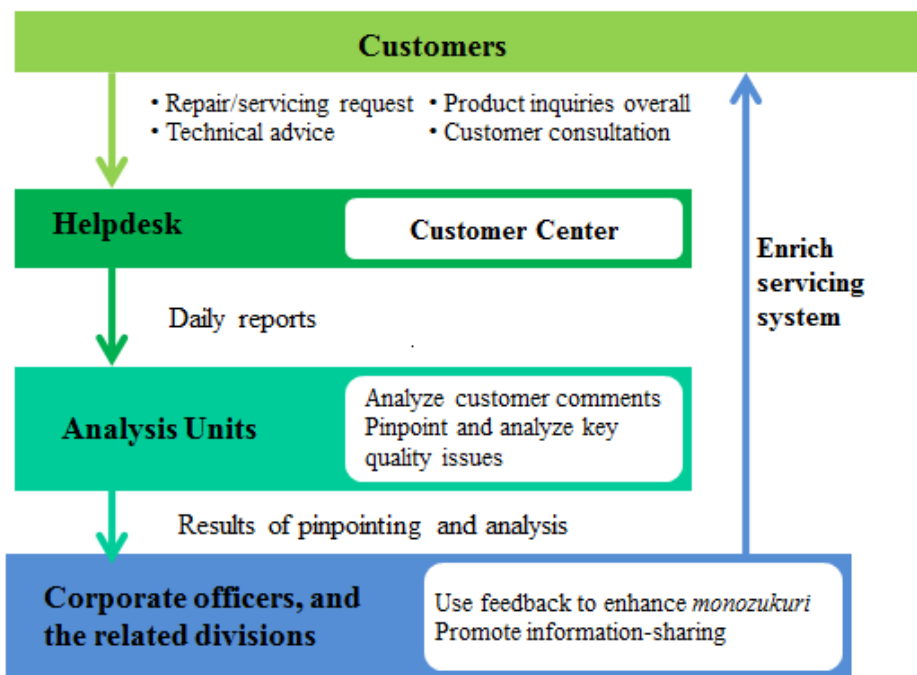 Customers
• Repair/servicing request
• Technical advice
• Product inquiries overall
• Customer consultation
Helpdesk
Customer Center
Daily reports
Enrich
servicing
system
Analysis Units
Analyze customer comments
Pinpoint and analyze key
quality issues
Results of pinpointing and analysis
Corporate officers, and
the related divisions
Use feedback to enhance monozukuri
Promote information-sharing